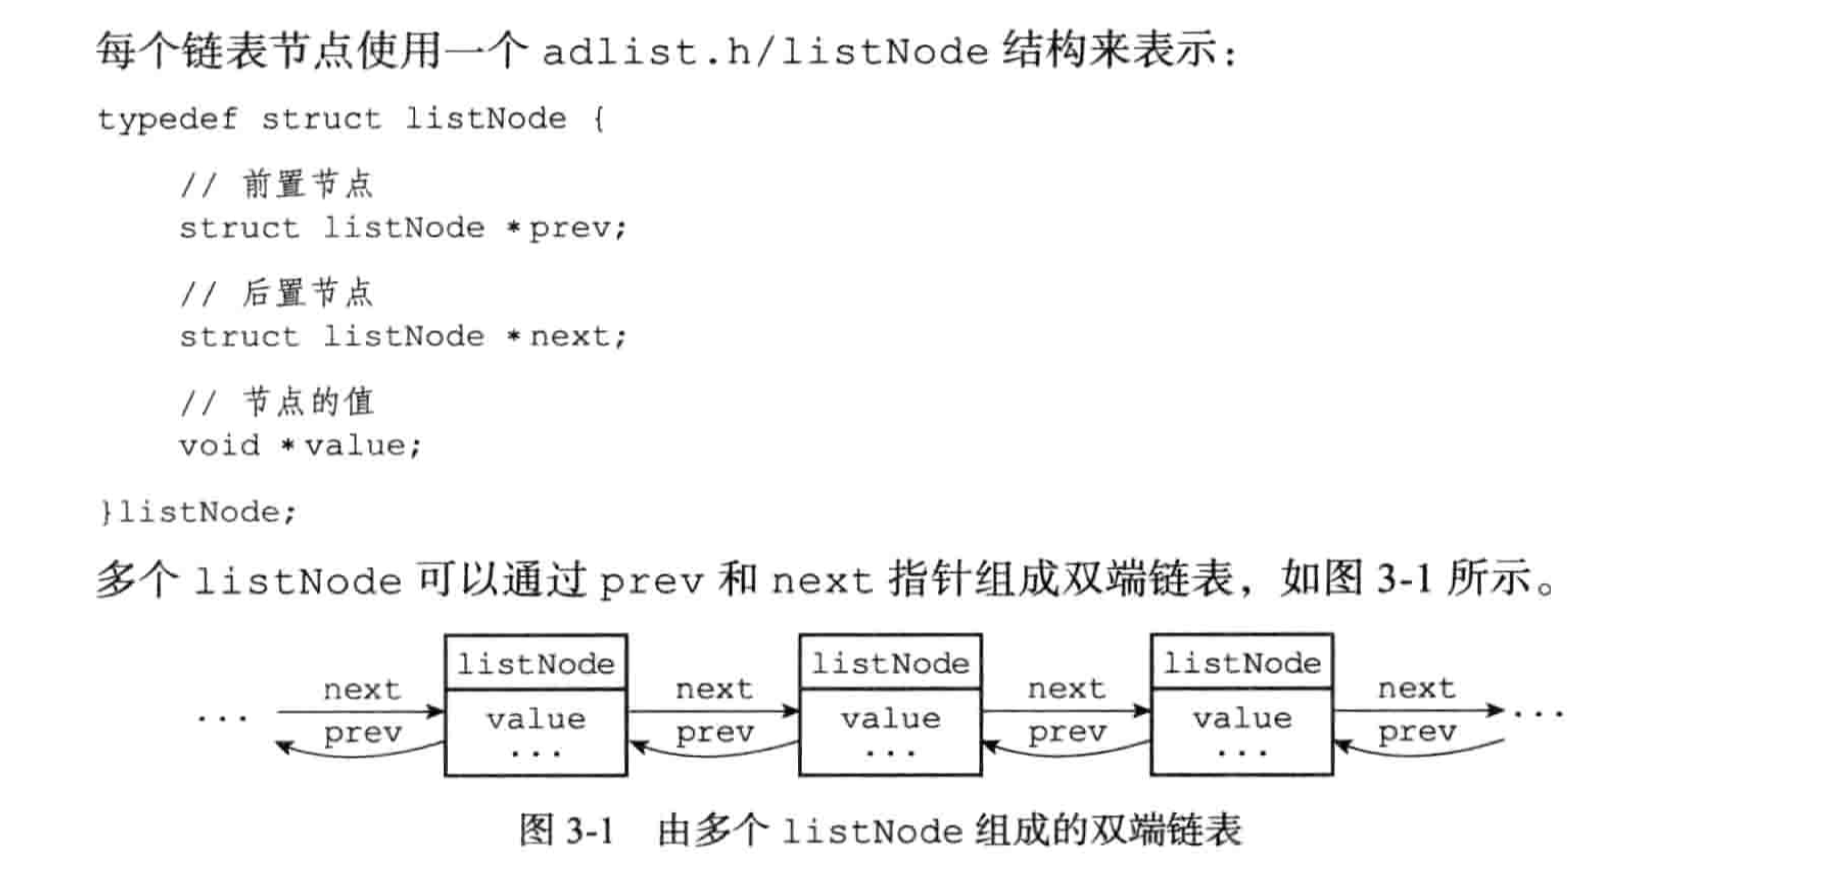 每个链表节点使用一个 adlist.h/listNode 结构来表示：
typedef struct listNode {
// 前置节点
struct listNode *prev;
// 后置节点
struct listNode *next;
// 节点的值
void *value;
}listNode;
多个 listNode 可以通过 prev 和 next 指针组成双端链表，如图 3-1 所示。
listNode listNode listNode
next next next next
... value value value ...
prev prev prev prev
... ... ...
图 3-1 由多个 listNode 组成的双端链表